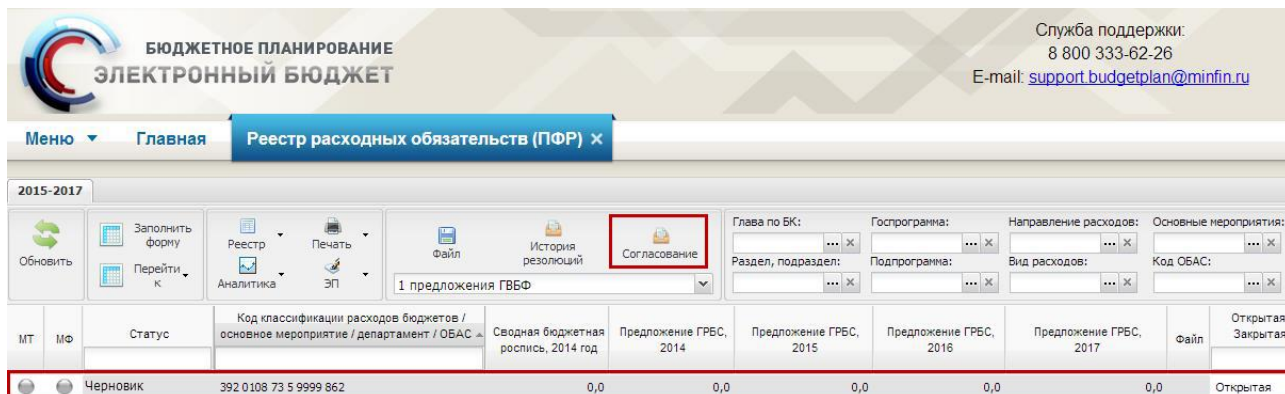 БЮДЖЕТНОЕ ПЛАНИРОВАНИЕ
ЭЛЕКТРОННЫЙ БЮДЖЕТ
Служба поддержки:
8 800 333-62-26
E-mail: support.budgetplan@minfin.ru
Меню Главная Реестр расходных обязательств (ПФР) ×
2015-2017
Обновить
Заполнить
форму
Перейти
к
Реестр
Печать
Аналитика
ЭП
Файл
История
резолюций
Согласование
1 предложения ГВБФ
Глава по БК: Госпрограмма: Направление расходов: Основные мероприятия:
Раздел, подраздел: Подпрограмма: Вид расходов: Код ОБАС:
МТ
МФ
Статус
Код классификации расходов бюджетов /
основное мероприятие / департамент / ОБАС
Сводная бюджетная
роспись, 2014 год
Предложение ГРБС,
2014
Предложение ГРБС,
2015
Предложение ГРБС,
2016
Предложение ГРБС,
2017
Файл
Открытая
Закрытая
Черновик 392 0108 73 5 9999 862 0,0 0,0 0,0 0,0 0,0 Открытая